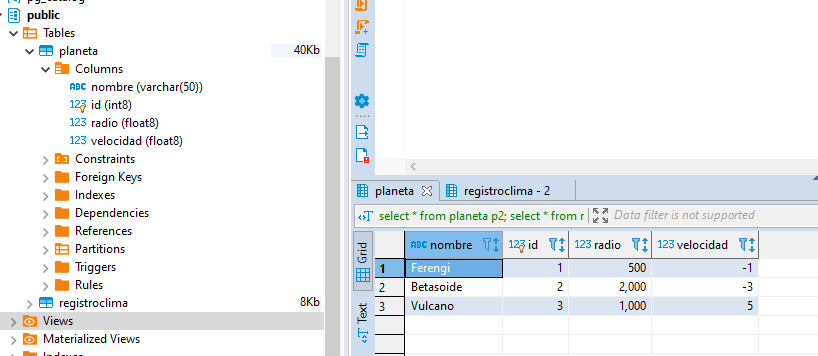 pg_catalog
public
Tables
planeta 40Kb
Columns
ABC nombre (varchar(50))
123 id (int8)
123 radio (float8)
123 velocidad (float8)
Constraints
Foreign Keys
Indexes
Dependencies
References
Partitions
Triggers
Rules
registroclima 8Kb
Views
Materialized Views
Indexes
planeta registroclima - 2
select * from planeta p2; select * from r Data filter is not supported
Grid
Text
ABC nombre 123 id 123 radio 123 velocidad
1 Ferengi 1 500 -1
2 Betasoide 2 2,000 -3
3 Vulcano 3 1,000 5